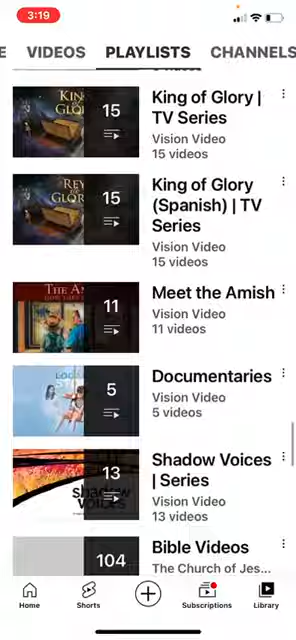 3:19
VIDEOS PLAYLISTS CHANNELS
15
King of Glory |
TV Series
Vision Video
15 videos
15
King of Glory
(Spanish) | TV
Series
Vision Video
15 videos
11
Meet the Amish
Vision Video
11 videos
5
Documentaries
Vision Video
5 videos
13
Shadow Voices
| Series
Vision Video
13 videos
104
Bible Videos
The Church of Jes...
Home Shorts Subscriptions Library